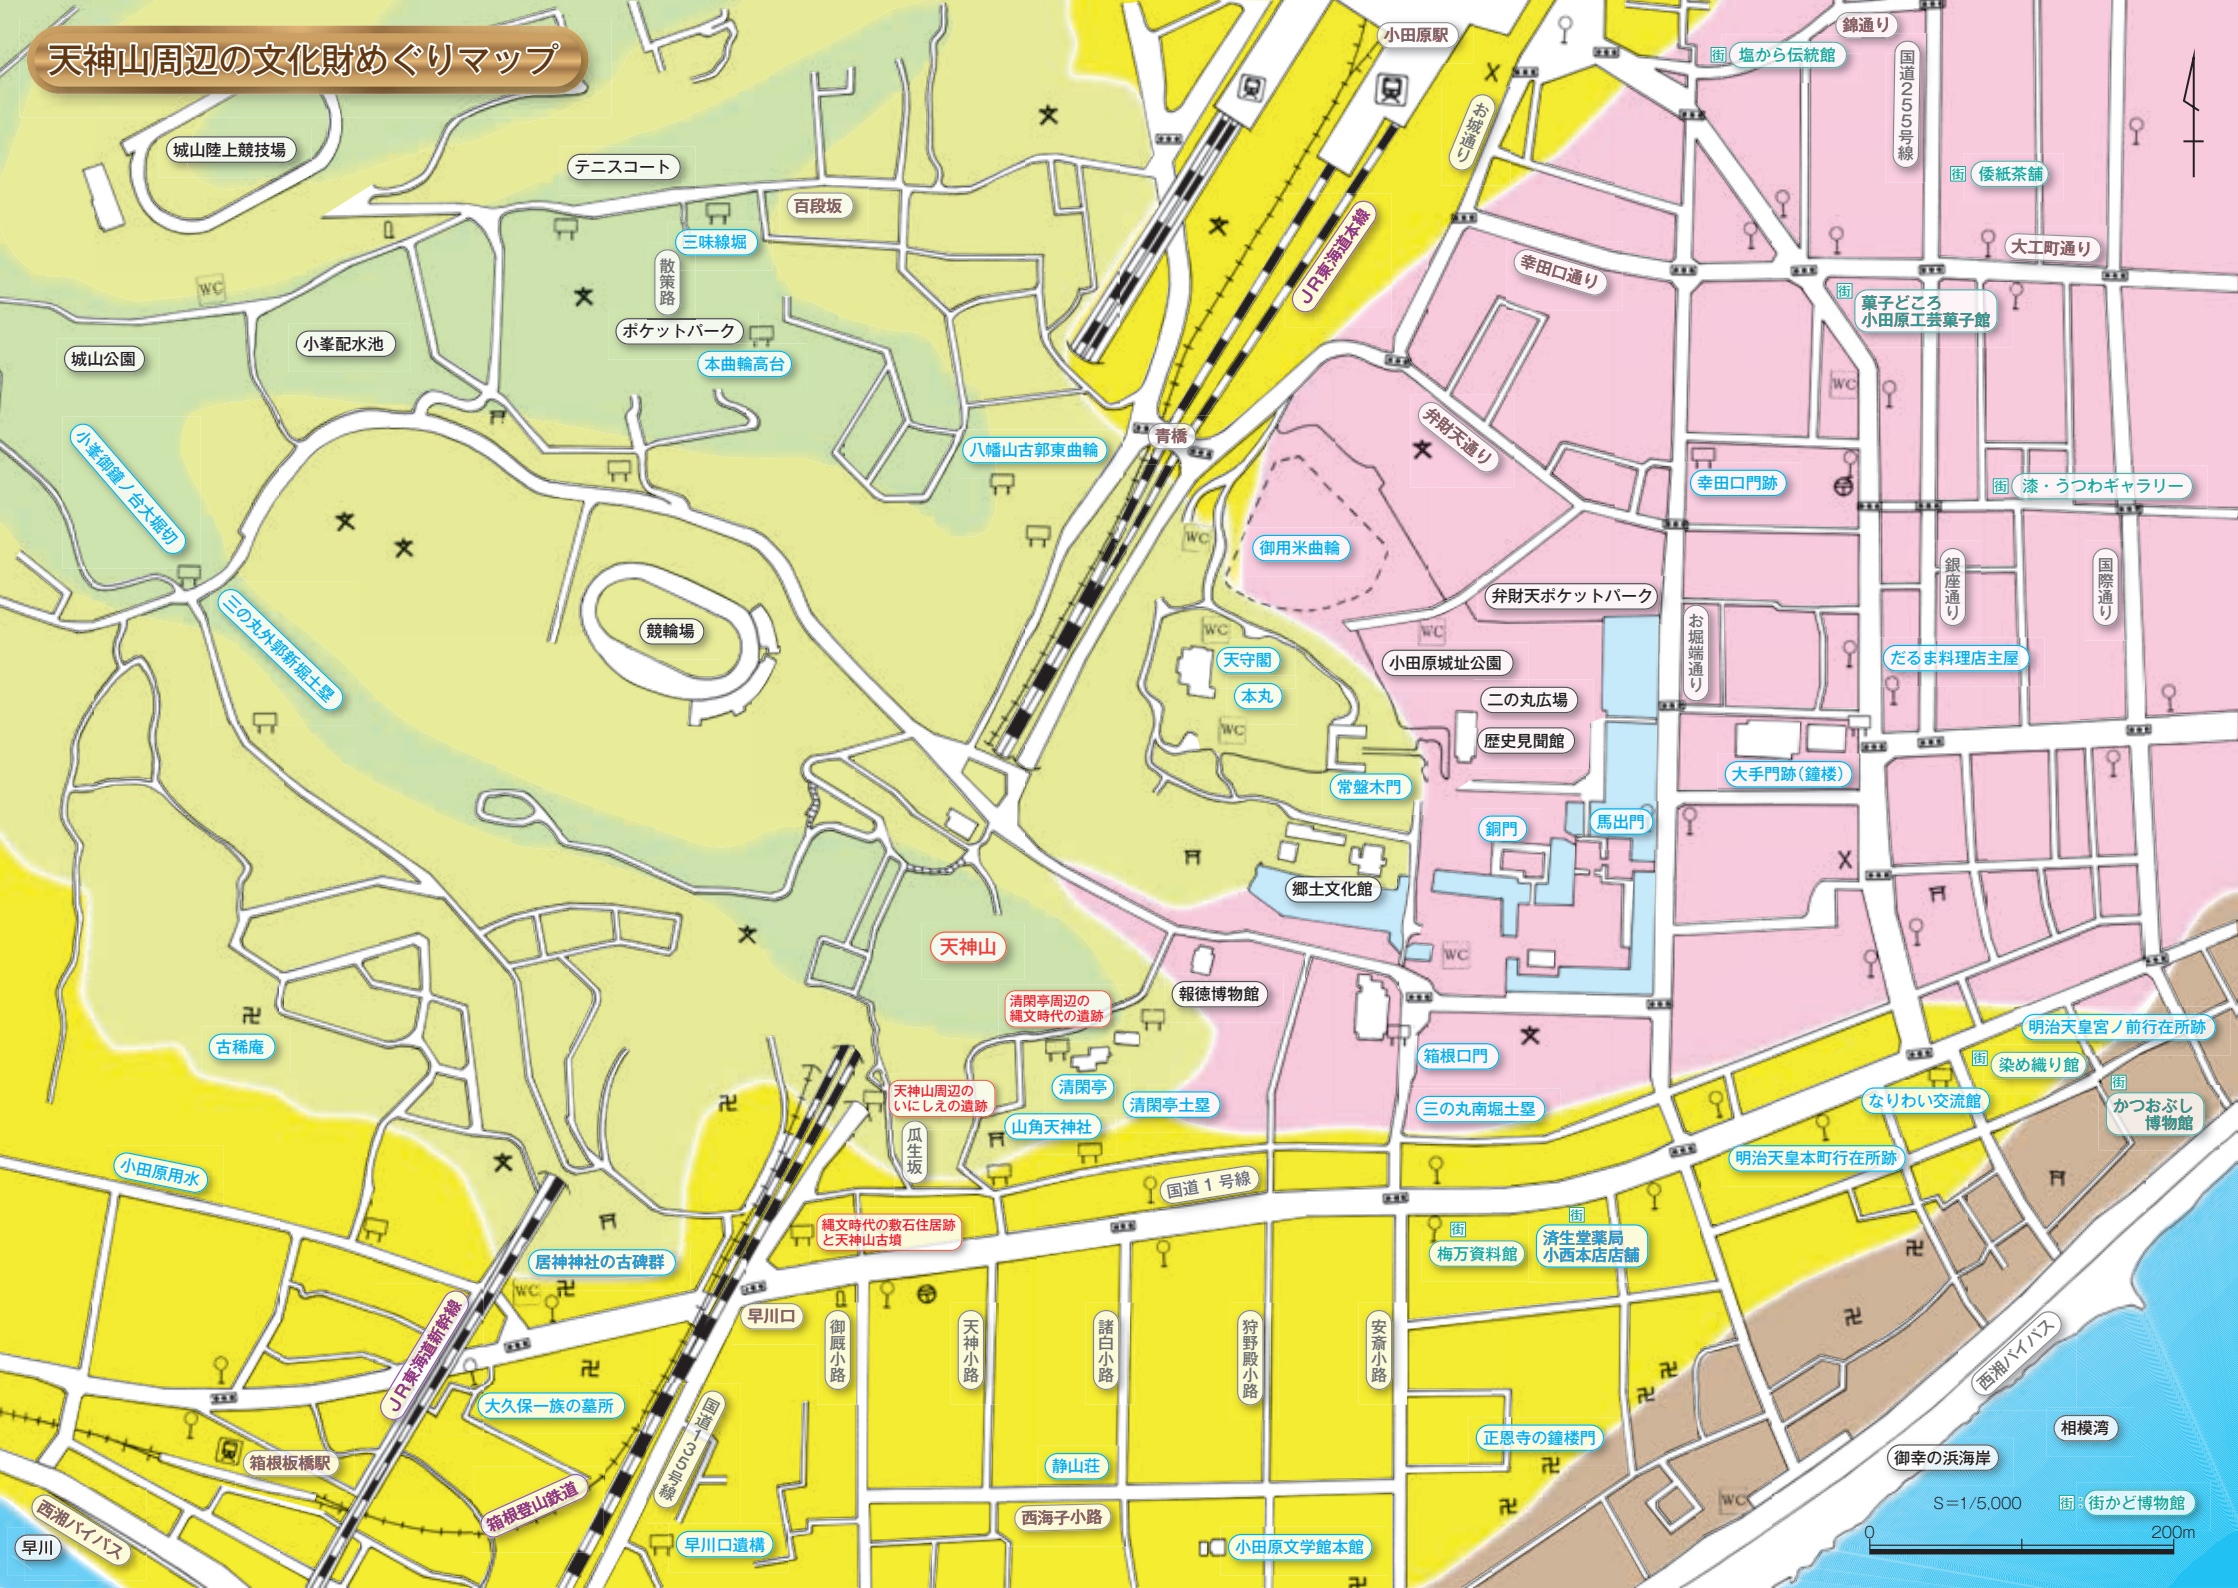 天神山周辺の文化財めぐりマップ
小田原駅
錦通り
街 塩から伝統館
国道255号線
お城通り
城山陸上競技場
テニスコート
百段坂
街 倭紙茶舗
三味線堀
散策路
JR東海道本線
幸田口通り
大工町通り
WC
街 菓子どころ
小田原工芸菓子館
ポケットパーク
小峯配水池
城山公園
本曲輪高台
WC
弁財天通り
青橋
八幡山古郭東曲輪
小峯御鐘ノ台大堀切
幸田口門跡
街 漆・うつわギャラリー
WC
御用米曲輪
銀座通り
国際通り
弁財天ポケットパーク
三の丸外郭新堀土塁
競輪場
WC
WC
お堀端通り
天守閣
小田原城址公園
だるま料理店主屋
本丸
二の丸広場
WC
歴史見聞館
常盤木門
大手門跡(鐘楼)
銅門
馬出門
郷土文化館
天神山
WC
報徳博物館
清閑亭周辺の
縄文時代の遺跡
古稀庵
箱根口門
明治天皇宮ノ前行在所跡
街 染め織り館
清閑亭
清閑亭土塁
天神山周辺の
いにしえの遺跡
三の丸南堀土塁
なりわい交流館
街
かつおぶし
博物館
山角天神社
瓜生坂
明治天皇本町行在所跡
小田原用水
国道1号線
縄文時代の敷石住居跡
と天神山古墳
街
梅万資料館
街
済生堂薬局
小西本店店舗
居神神社の古碑群
WC
早川口
JR東海道新幹線
御厩小路
天神小路
諸白小路
狩野殿小路
安斎小路
西湘バイパス
大久保一族の墓所
国道135号線
相模湾
正恩寺の鐘楼門
御幸の浜海岸
箱根板橋駅
静山荘
箱根登山鉄道
WC
西湘バイパス
西海子小路
S=1/5,000
街:街かど博物館
早川
早川口遺構
小田原文学館本館
0
200m